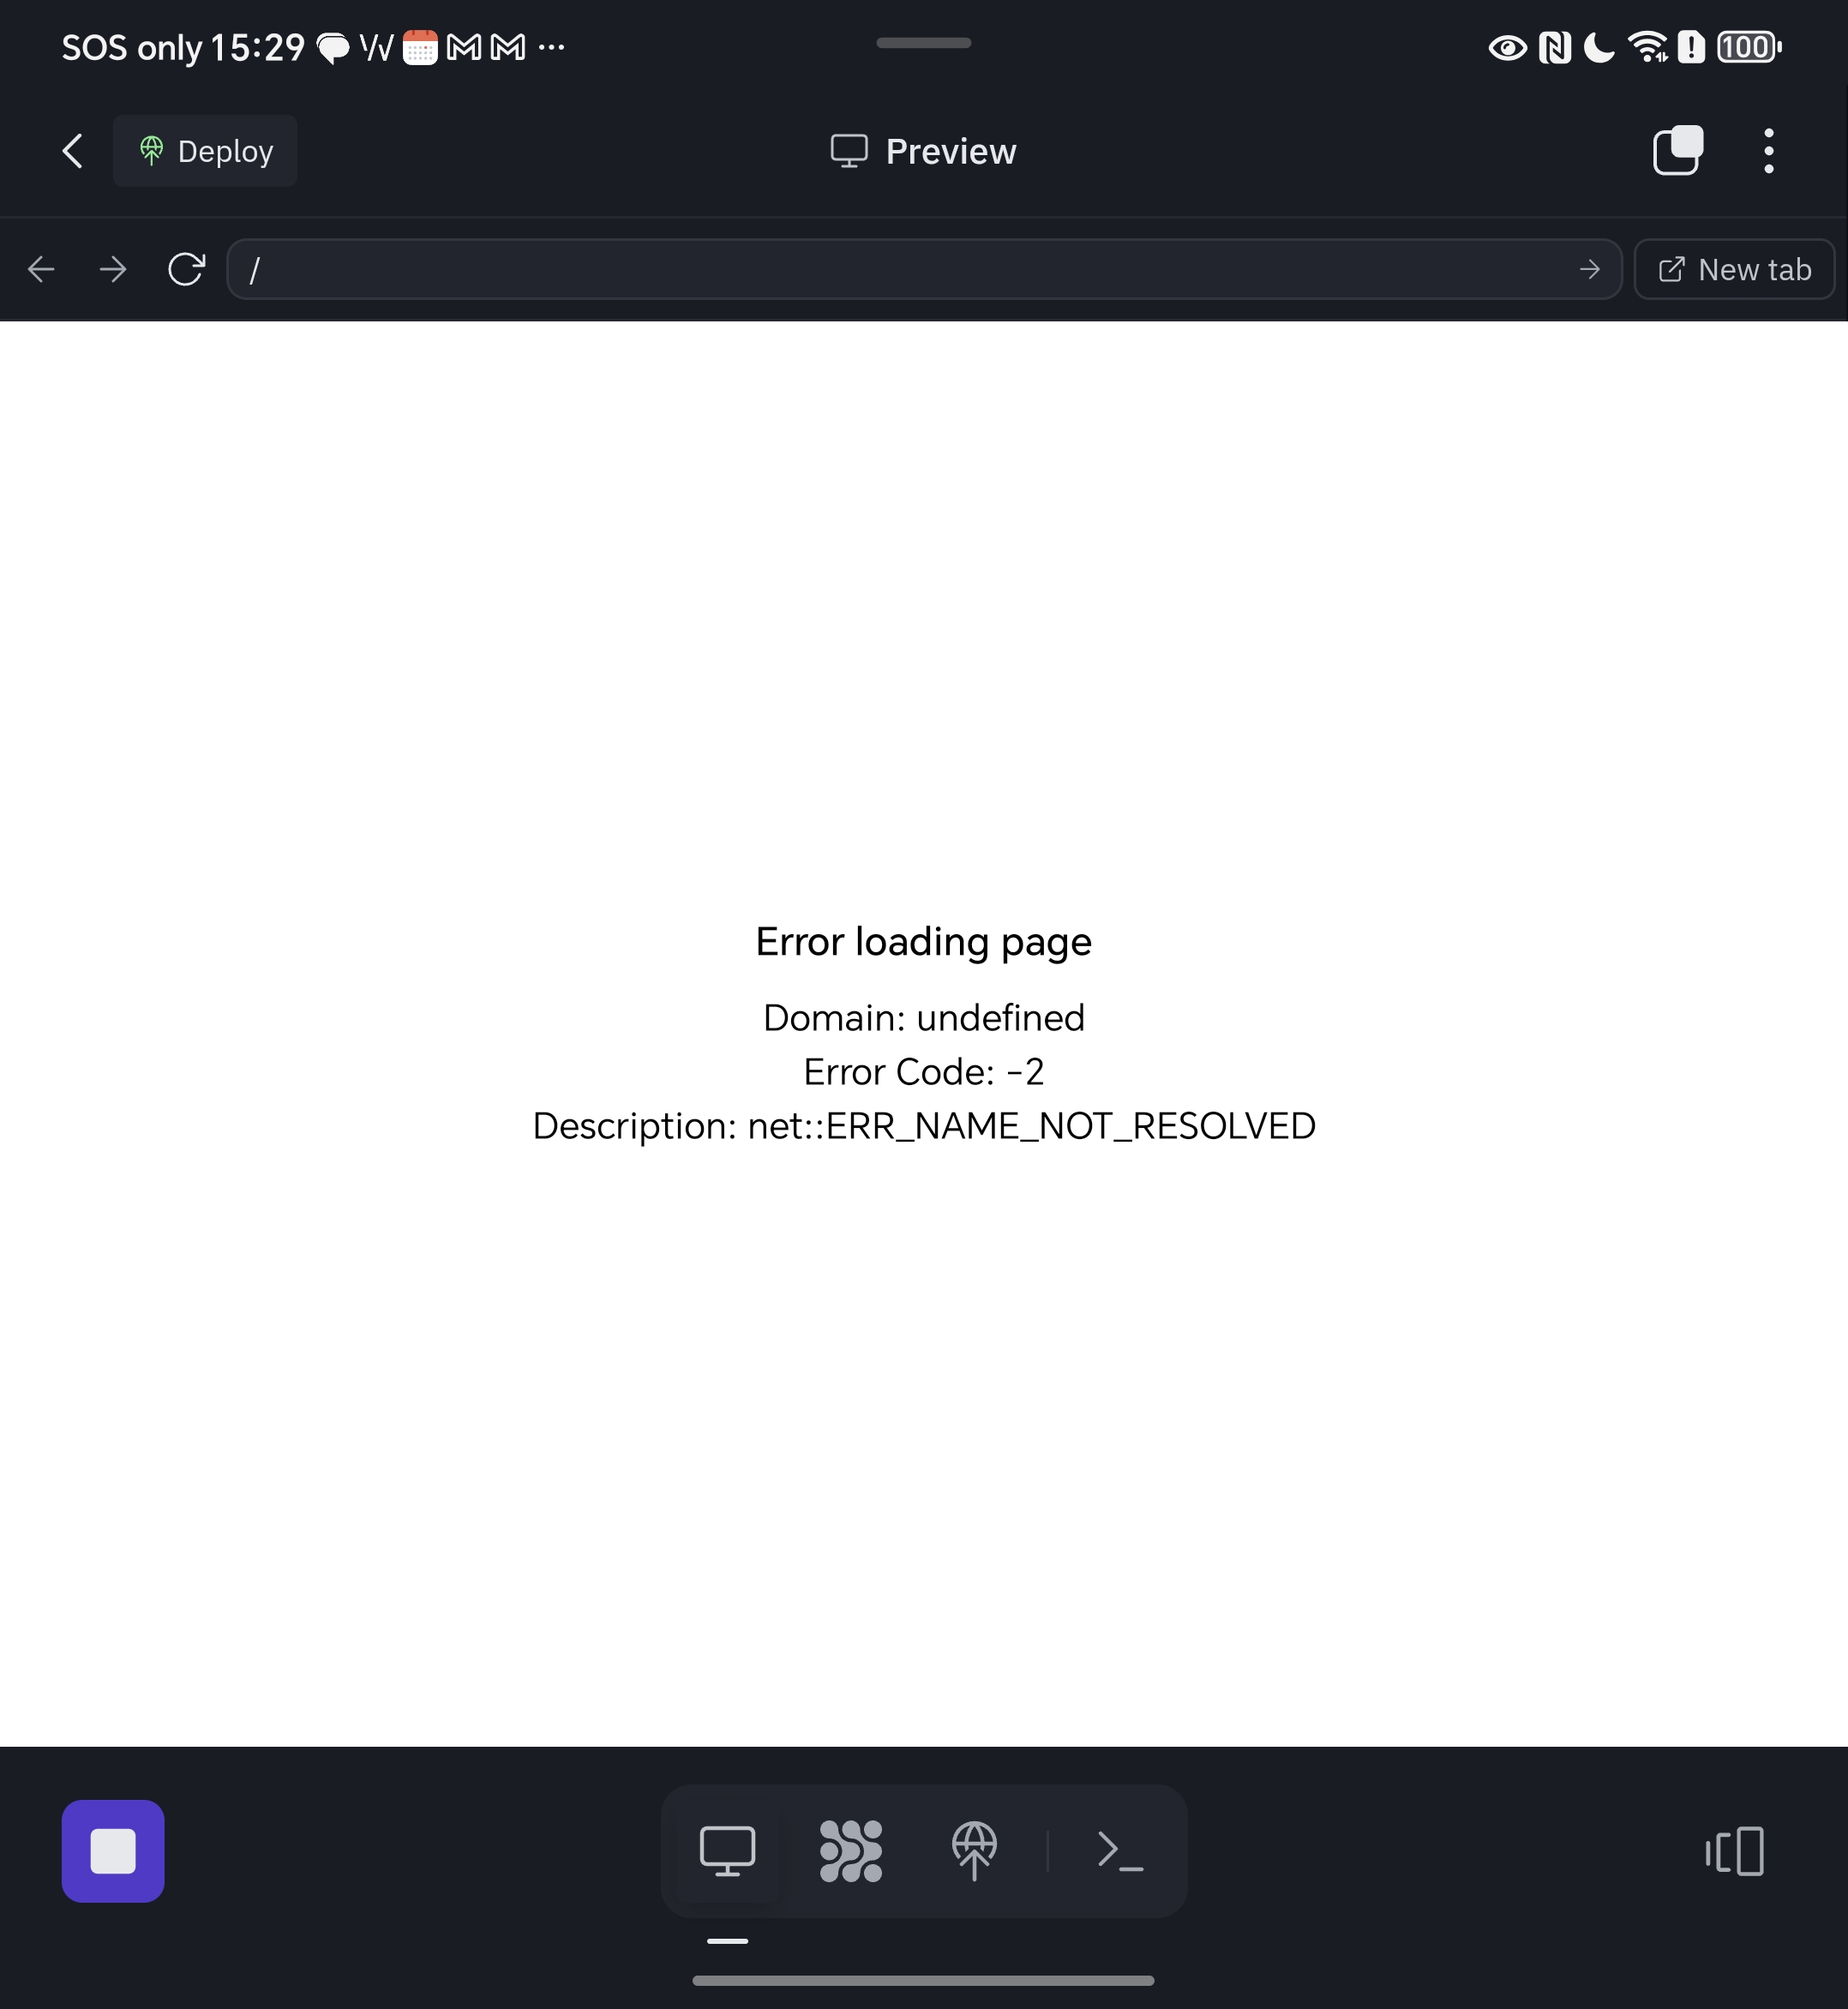 SOS only 15:29
100
Deploy
Preview
/
New tab
Error loading page
Domain: undefined
Error Code: -2
Description: net::ERR_NAME_NOT_RESOLVED